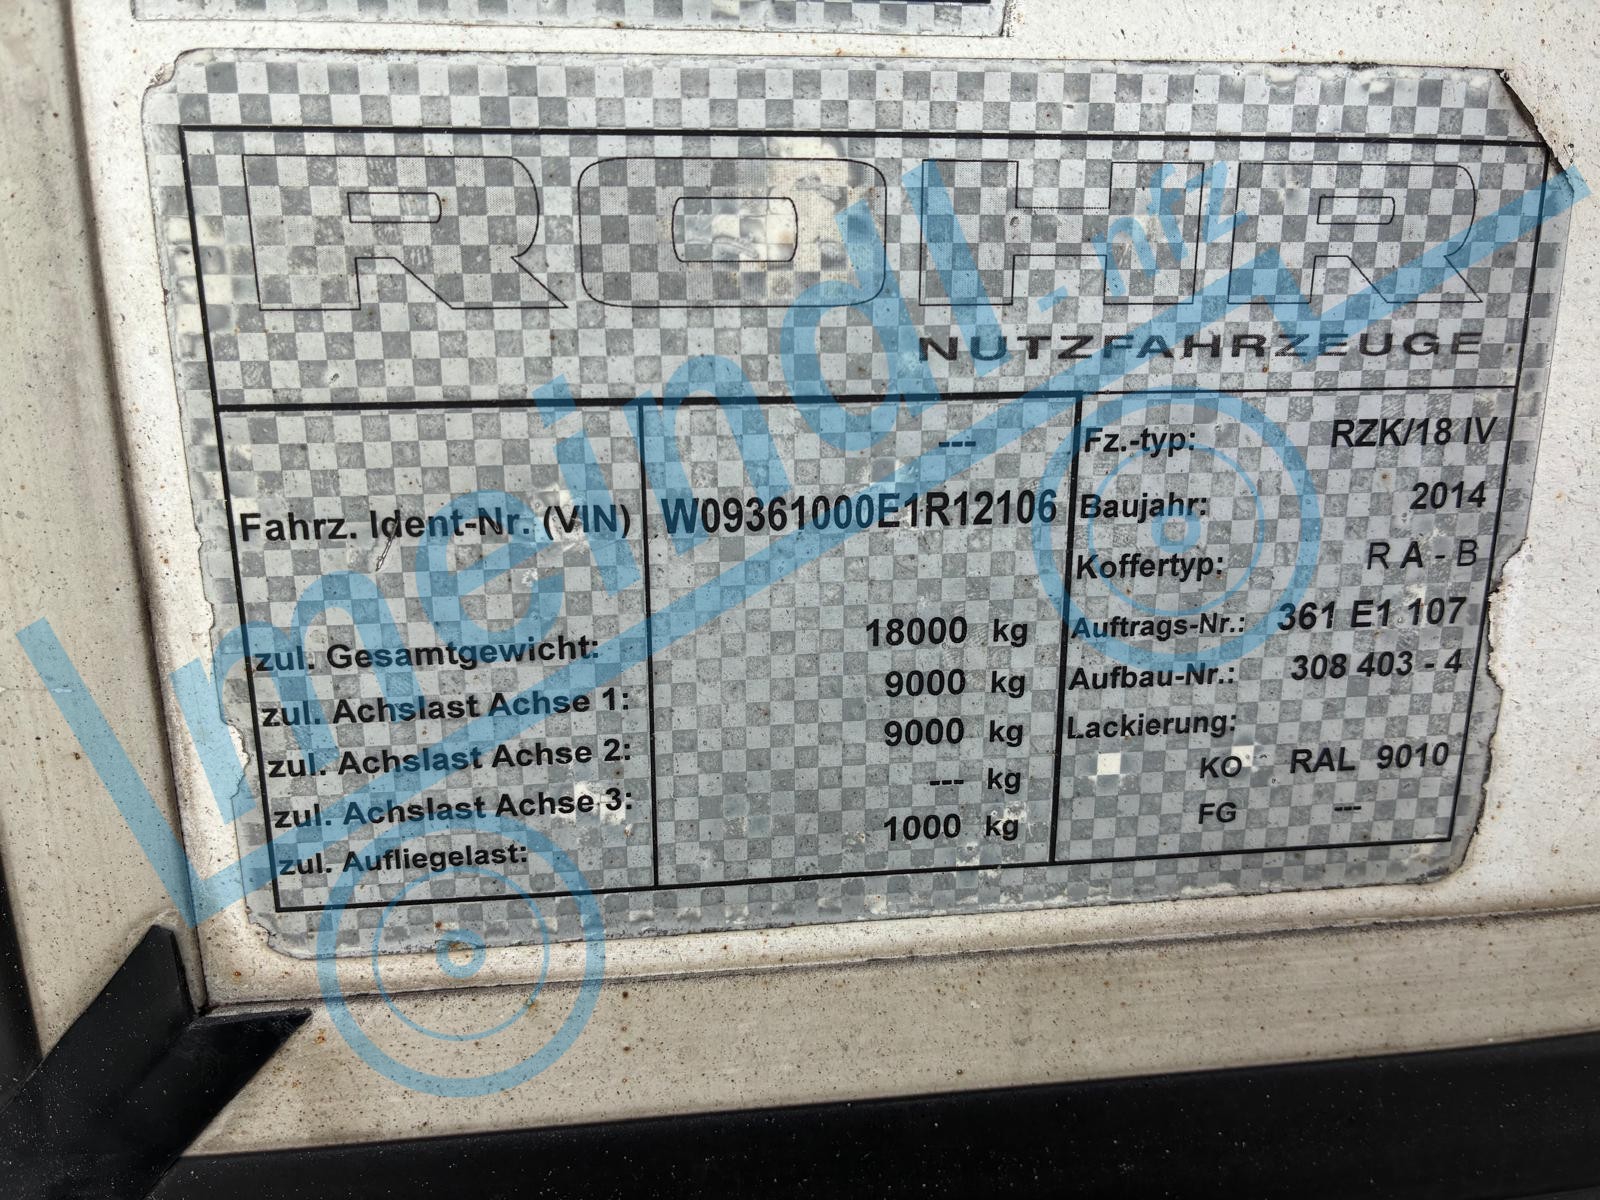 ROHR
NUTZFAHRZEUGE
---
Fahrz. Ident-Nr. (VIN) W09361000E1R12106
zul. Gesamtgewicht: 18000 kg
zul. Achslast Achse 1: 9000 kg
zul. Achslast Achse 2: 9000 kg
zul. Achslast Achse 3: --- kg
zul. Aufliegelast: 1000 kg
Fz.-typ: RZK/18 IV
Baujahr: 2014
Koffertyp: R A - B
Auftrags-Nr.: 361 E1 107
Aufbau-Nr.: 308 403 - 4
Lackierung:
KO RAL 9010
FG ---
lmeindl-nfz